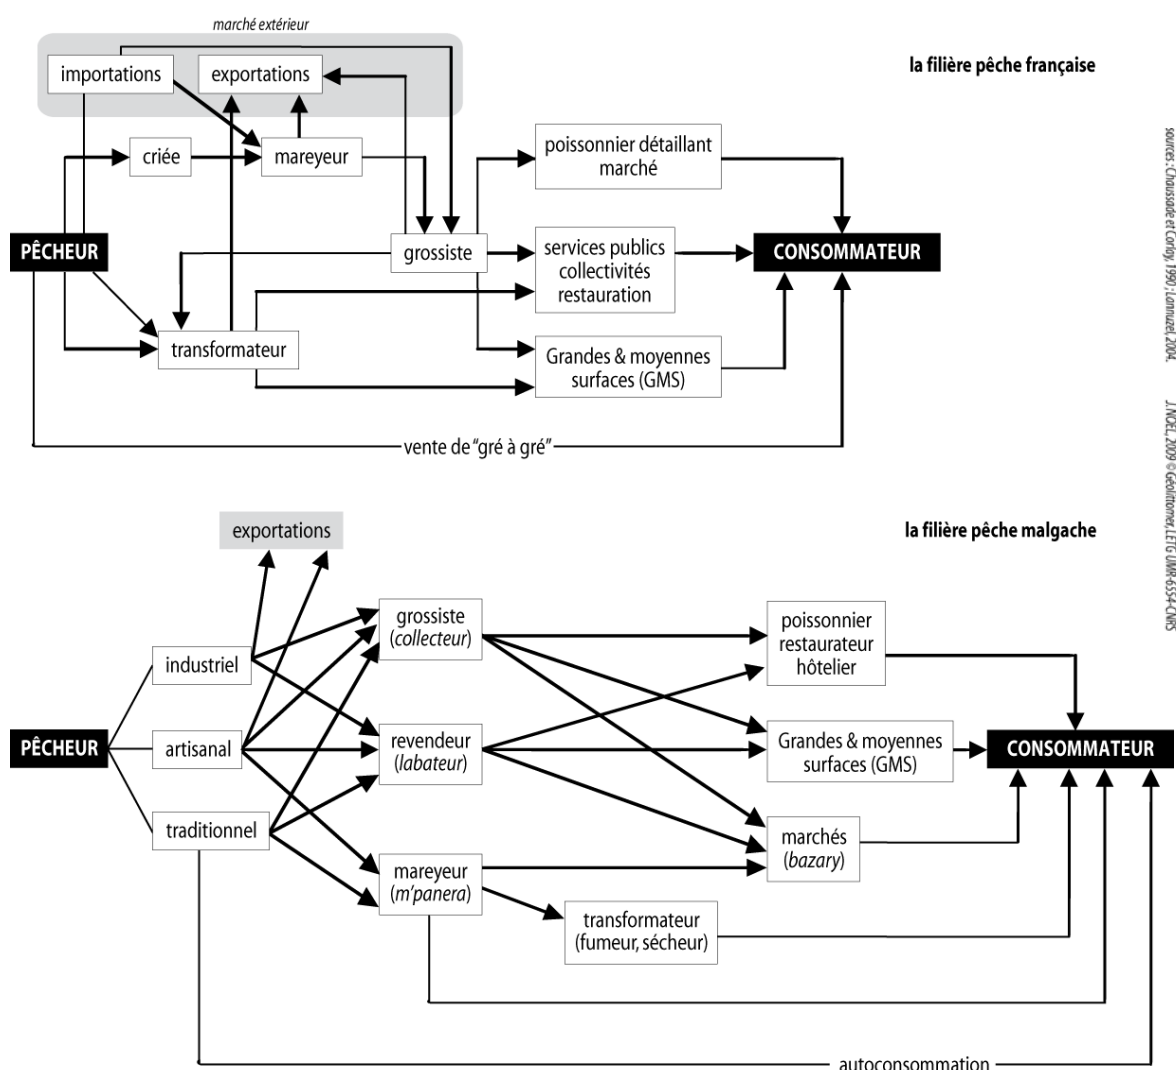 marché extérieur
importations
exportations
la filière pêche française
criée
mareyeur
poissonnier détaillant
marché
PÊCHEUR
grossiste
services publics
collectivités
restauration
CONSOMMATEUR
transformateur
Grandes & moyennes
surfaces (GMS)
vente de "gré à gré"
sources : Chaussade et Corlay, 1990 ; Lannuzel, 2004.
J.NOEL, 2009 © Géolittomer, LETG UMR-6554-CNRS
exportations
la filière pêche malgache
grossiste
(collecteur)
poissonnier
restaurateur
hôtelier
industriel
PÊCHEUR
artisanal
revendeur
(labateur)
Grandes & moyennes
surfaces (GMS)
CONSOMMATEUR
traditionnel
marchés
(bazary)
mareyeur
(m'panera)
transformateur
(fumeur, sécheur)
autoconsommation